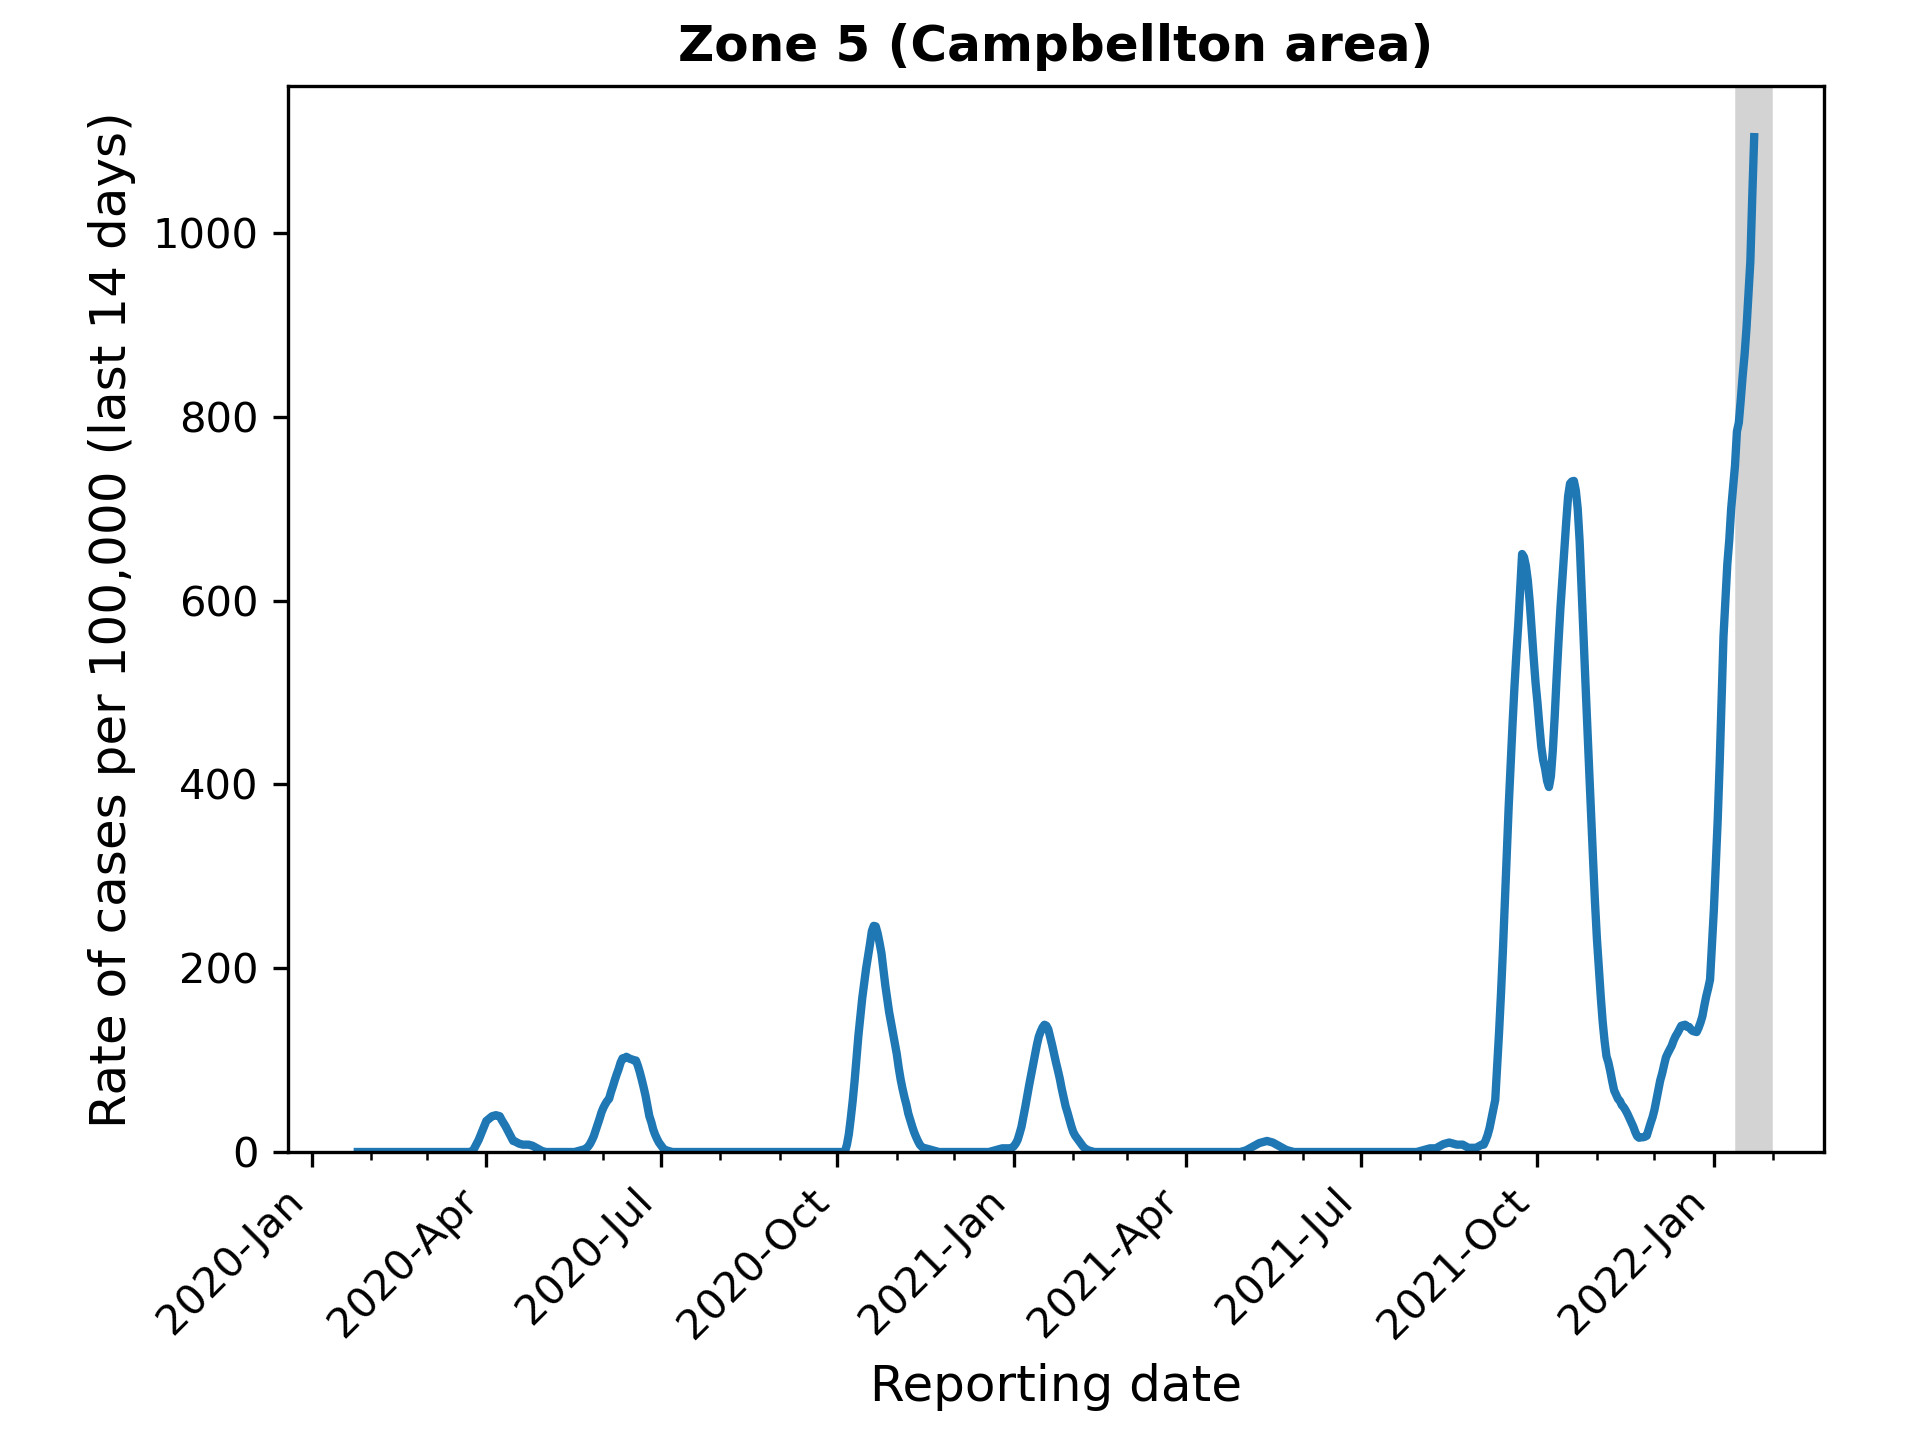 Zone 5 (Campbellton area)
Rate of cases per 100,000 (last 14 days)
1000
800
600
400
200
0
2020-Jan
2020-Apr
2020-Jul
2020-Oct
2021-Jan
2021-Apr
2021-Jul
2021-Oct
2022-Jan
Reporting date